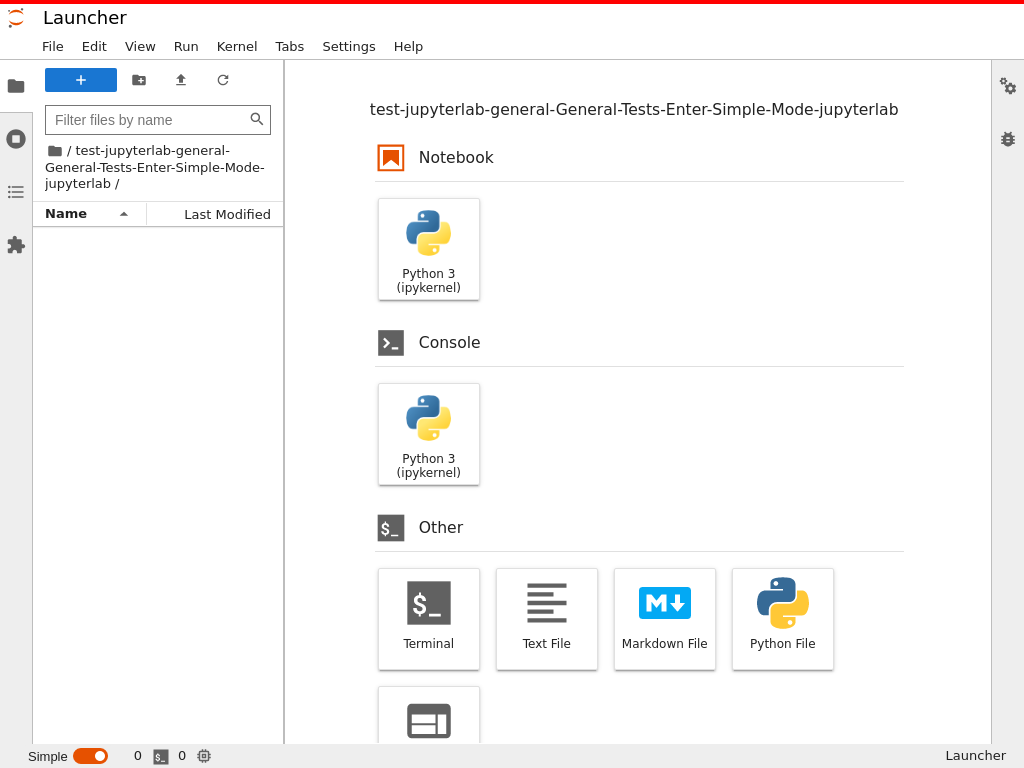 Launcher
File Edit View Run Kernel Tabs Settings Help
Filter files by name
/ test-jupyterlab-general-
General-Tests-Enter-Simple-Mode-
jupyterlab /
Name Last Modified
test-jupyterlab-general-General-Tests-Enter-Simple-Mode-jupyterlab
Notebook
Python 3
(ipykernel)
Console
Python 3
(ipykernel)
$_ Other
$_
Terminal
Text File
M
Markdown File
Python File
Simple 0 $_ 0 Launcher